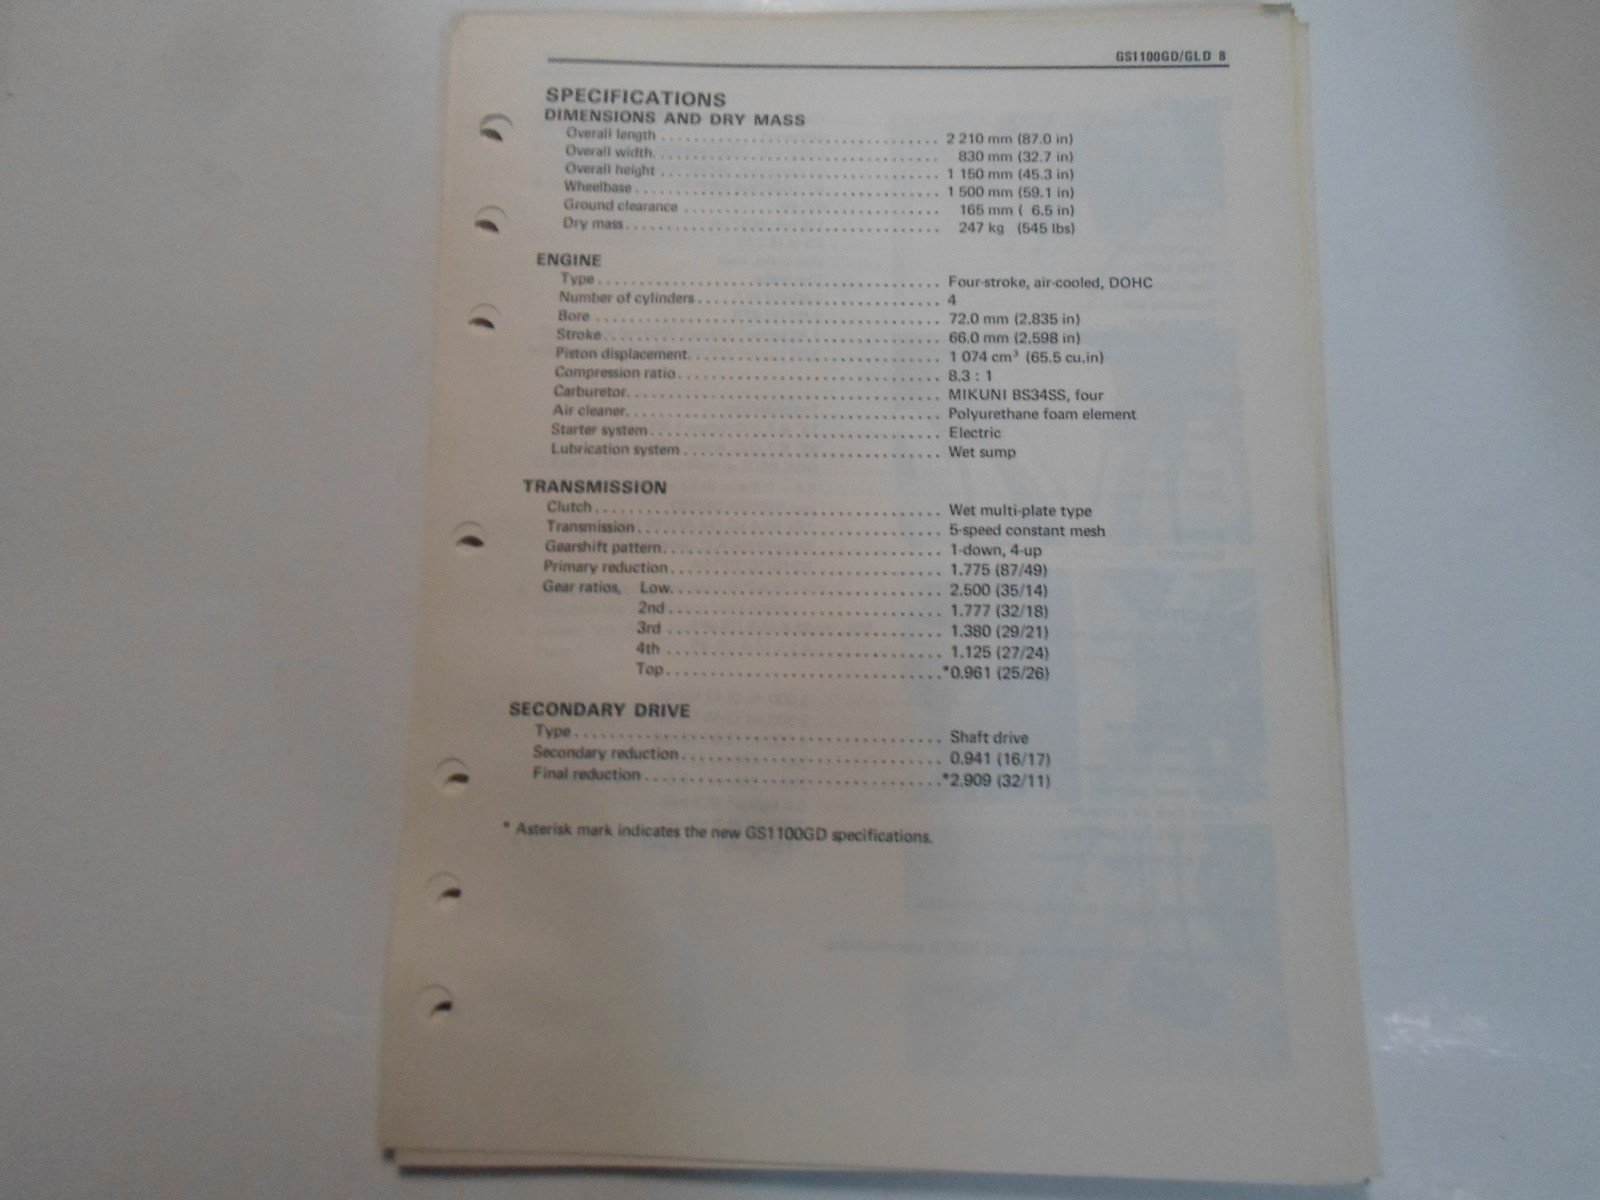 GS1100GD/GLD 8
SPECIFICATIONS
DIMENSIONS AND DRY MASS
Overall length . . . . . . . . . . 2 210 mm (87.0 in)
Overall width. . . . . . . . . . 830 mm (32.7 in)
Overall height . . . . . . . . . . 1 150 mm (45.3 in)
Wheelbase . . . . . . . . . . 1 500 mm (59.1 in)
Ground clearance . . . . . . . . . . 165 mm ( 6.5 in)
Dry mass. . . . . . . . . . 247 kg (545 lbs)
ENGINE
Type . . . . . . . . . . Four-stroke, air-cooled, DOHC
Number of cylinders . . . . . . . . . . 4
Bore . . . . . . . . . . 72.0 mm (2.835 in)
Stroke. . . . . . . . . . 66.0 mm (2.598 in)
Piston displacement. . . . . . . . . . 1 074 cm³ (65.5 cu.in)
Compression ratio . . . . . . . . . . 8.3 : 1
Carburetor. . . . . . . . . . MIKUNI BS34SS, four
Air cleaner. . . . . . . . . . Polyurethane foam element
Starter system . . . . . . . . . . Electric
Lubrication system . . . . . . . . . . Wet sump
TRANSMISSION
Clutch . . . . . . . . . . Wet multi-plate type
Transmission . . . . . . . . . . 5-speed constant mesh
Gearshift pattern. . . . . . . . . . 1-down, 4-up
Primary reduction . . . . . . . . . . 1.775 (87/49)
Gear ratios, Low. . . . . . . . . . 2.500 (35/14)
2nd . . . . . . . . . . 1.777 (32/18)
3rd . . . . . . . . . . 1.380 (29/21)
4th . . . . . . . . . . 1.125 (27/24)
Top . . . . . . . . . . *0.961 (25/26)
SECONDARY DRIVE
Type . . . . . . . . . . Shaft drive
Secondary reduction . . . . . . . . . . 0.941 (16/17)
Final reduction . . . . . . . . . . *2.909 (32/11)
* Asterisk mark indicates the new GS1100GD specifications.